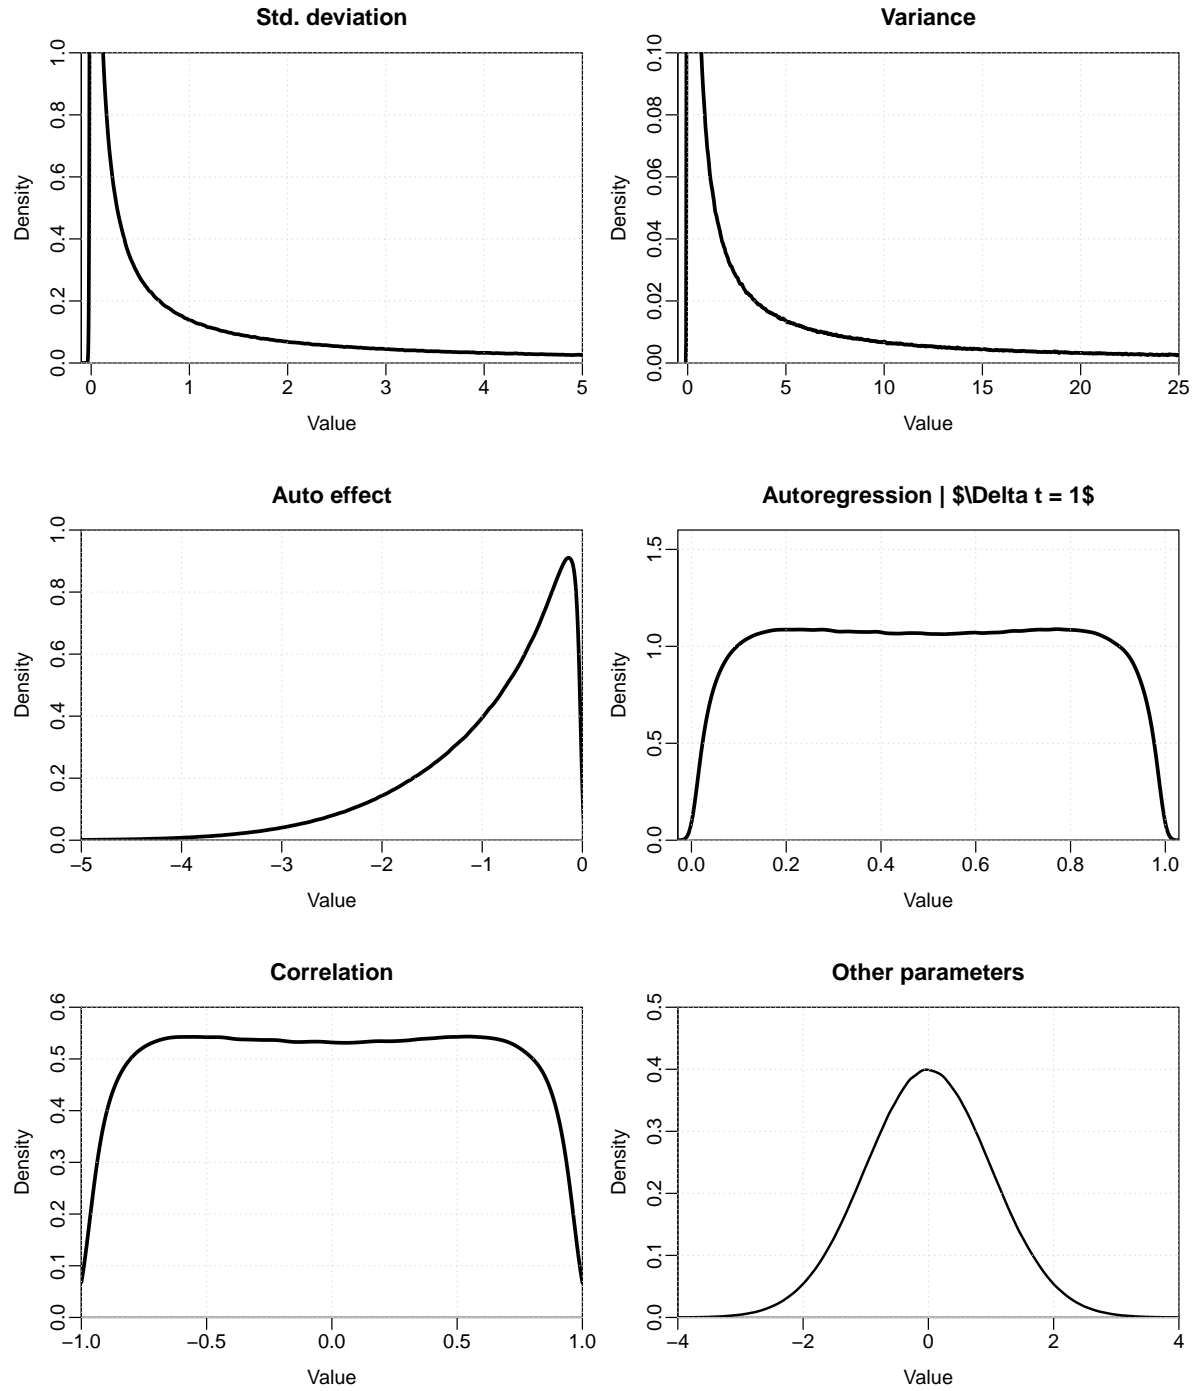 Std. deviation
Density
0.0 0.2 0.4 0.6 0.8 1.0
0 1 2 3 4 5
Value
Variance
Density
0.00 0.02 0.04 0.06 0.08 0.10
0 5 10 15 20 25
Value
Auto effect
Density
0.0 0.2 0.4 0.6 0.8 1.0
−5 −4 −3 −2 −1 0
Value
Autoregression | $\Delta t = 1$
Density
0.0 0.5 1.0 1.5
0.0 0.2 0.4 0.6 0.8 1.0
Value
Correlation
Density
0.0 0.1 0.2 0.3 0.4 0.5 0.6
−1.0 −0.5 0.0 0.5 1.0
Value
Other parameters
Density
0.0 0.1 0.2 0.3 0.4 0.5
−4 −2 0 2 4
Value